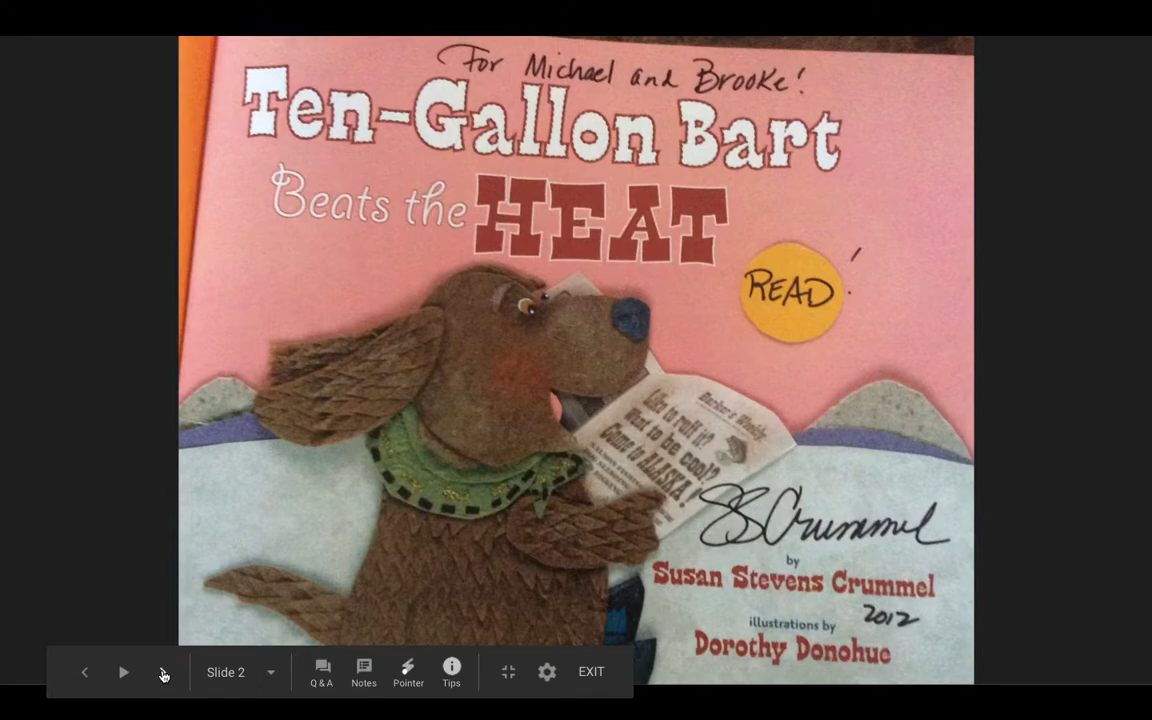 For Michael and Brooke!
Ten-Gallon Bart
Beats the HEAT
READ!
Barker's Weekly
Like to ruff it?
Want to be cool?
Come to ALASKA!
SSCrummel
by
Susan Stevens Crummel
2012
illustrations by
Dorothy Donohue
Slide 2
Q & A
Notes
Pointer
Tips
EXIT